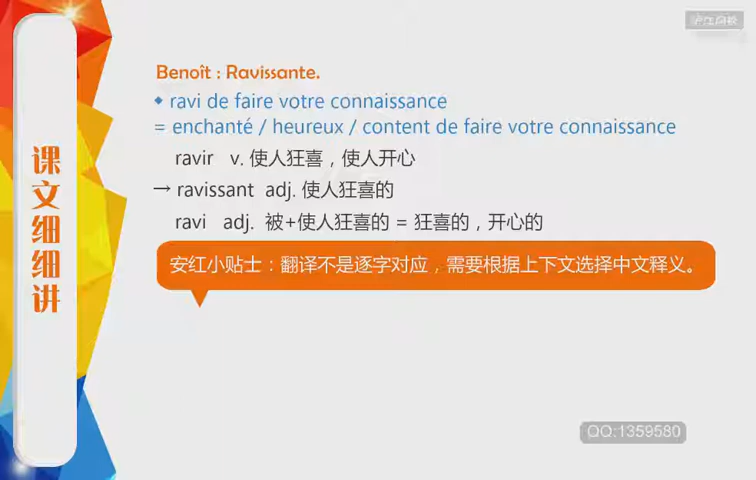 Benoît : Ravissante.
◆ ravi de faire votre connaissance
= enchanté / heureux / content de faire votre connaissance
ravir v. 使人狂喜，使人开心
→ ravissant adj. 使人狂喜的
ravi adj. 被+使人狂喜的 = 狂喜的，开心的
安红小贴士：翻译不是逐字对应，需要根据上下文选择中文释义。
课文细细讲
QQ:1359580